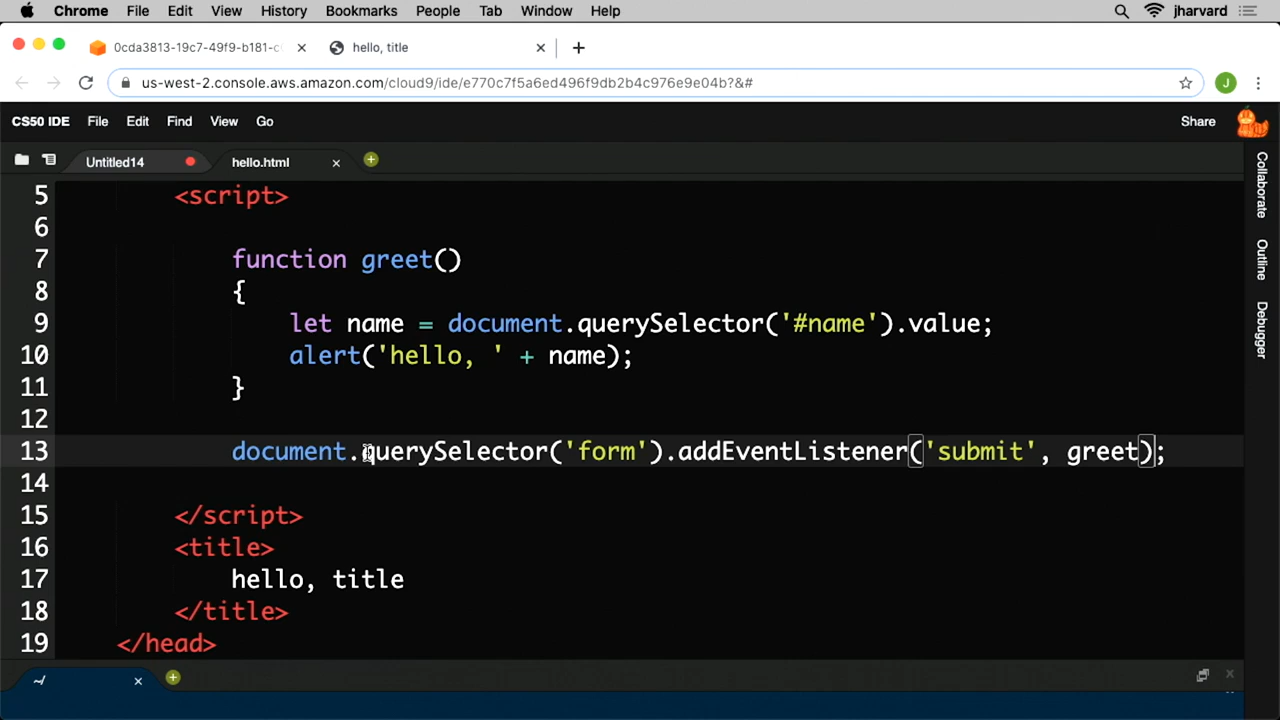 Chrome File Edit View History Bookmarks People Tab Window Help jharvard
0cda3813-19c7-49f9-b181-c hello, title
us-west-2.console.aws.amazon.com/cloud9/ide/e770c7f5a6ed496f9db2b4c976e9e04b?&# J
CS50 IDE File Edit Find View Go Share
Untitled14 hello.html
5 <script>
6
7 function greet()
8 {
9 let name = document.querySelector('#name').value;
10 alert('hello, ' + name);
11 }
12
13 document.querySelector('form').addEventListener('submit', greet);
14
15 </script>
16 <title>
17 hello, title
18 </title>
19 </head>
~/
Collaborate
Outline
Debugger